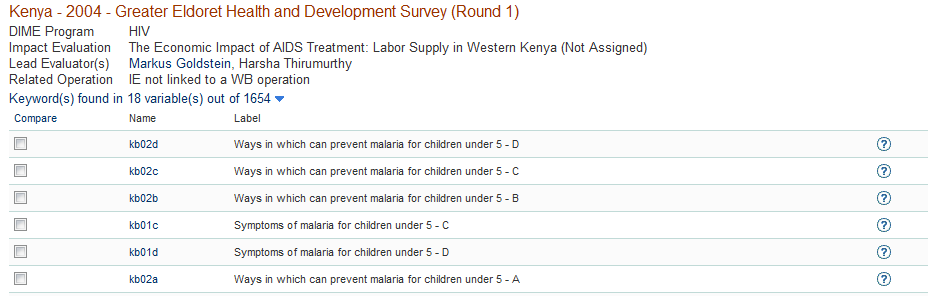 Kenya - 2004 - Greater Eldoret Health and Development Survey (Round 1)
DIME Program HIV
Impact Evaluation The Economic Impact of AIDS Treatment: Labor Supply in Western Kenya (Not Assigned)
Lead Evaluator(s) Markus Goldstein, Harsha Thirumurthy
Related Operation IE not linked to a WB operation
Keyword(s) found in 18 variable(s) out of 1654
Compare Name Label
kb02d Ways in which can prevent malaria for children under 5 - D ?
kb02c Ways in which can prevent malaria for children under 5 - C ?
kb02b Ways in which can prevent malaria for children under 5 - B ?
kb01c Symptoms of malaria for children under 5 - C ?
kb01d Symptoms of malaria for children under 5 - D ?
kb02a Ways in which can prevent malaria for children under 5 - A ?